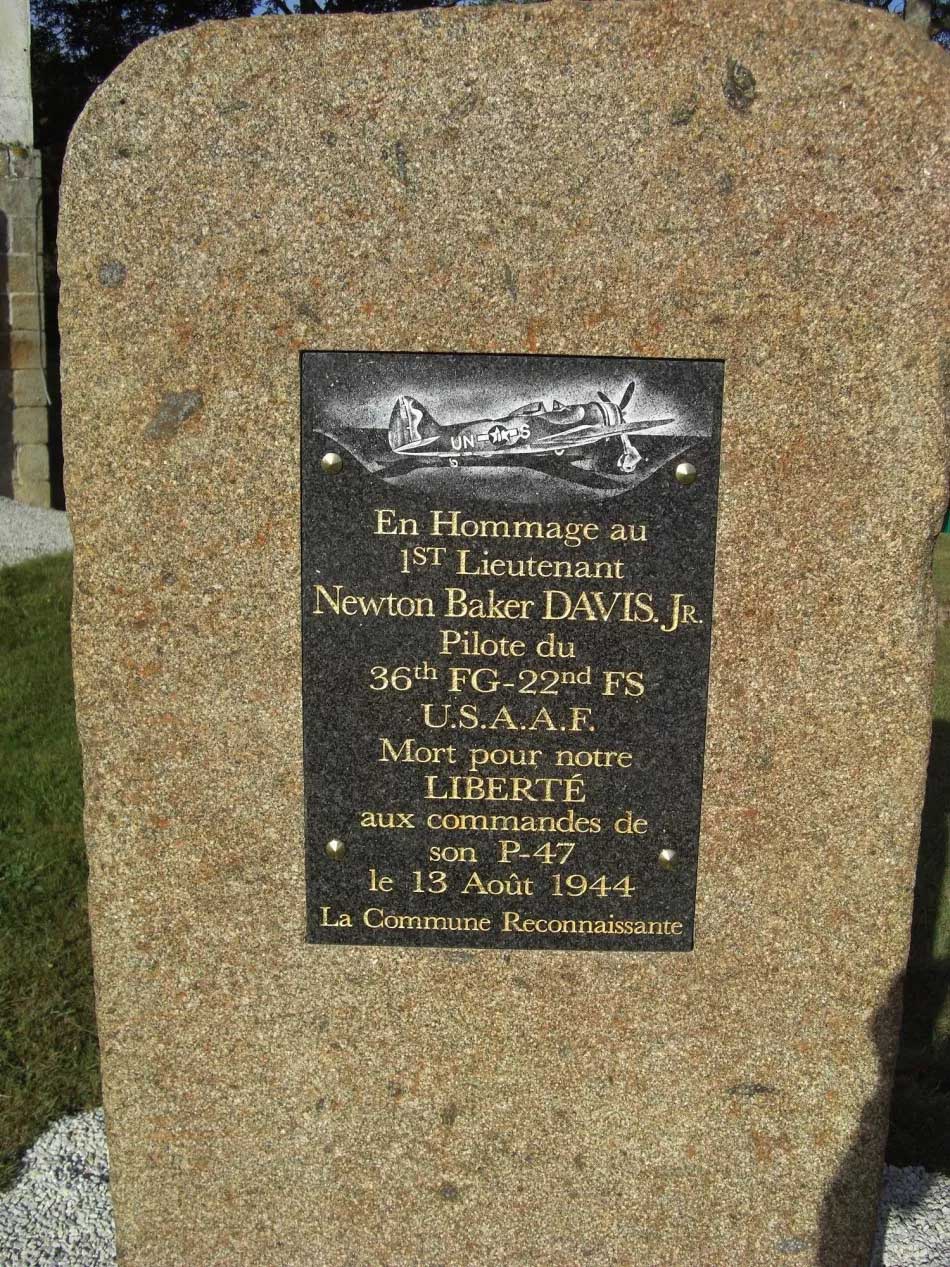 UN S
En Hommage au
1ST Lieutenant
Newton Baker DAVIS. JR.
Pilote du
36th FG-22nd FS
U.S.A.A.F.
Mort pour notre
LIBERTÉ
aux commandes de
son P-47
le 13 Août 1944
La Commune Reconnaissante